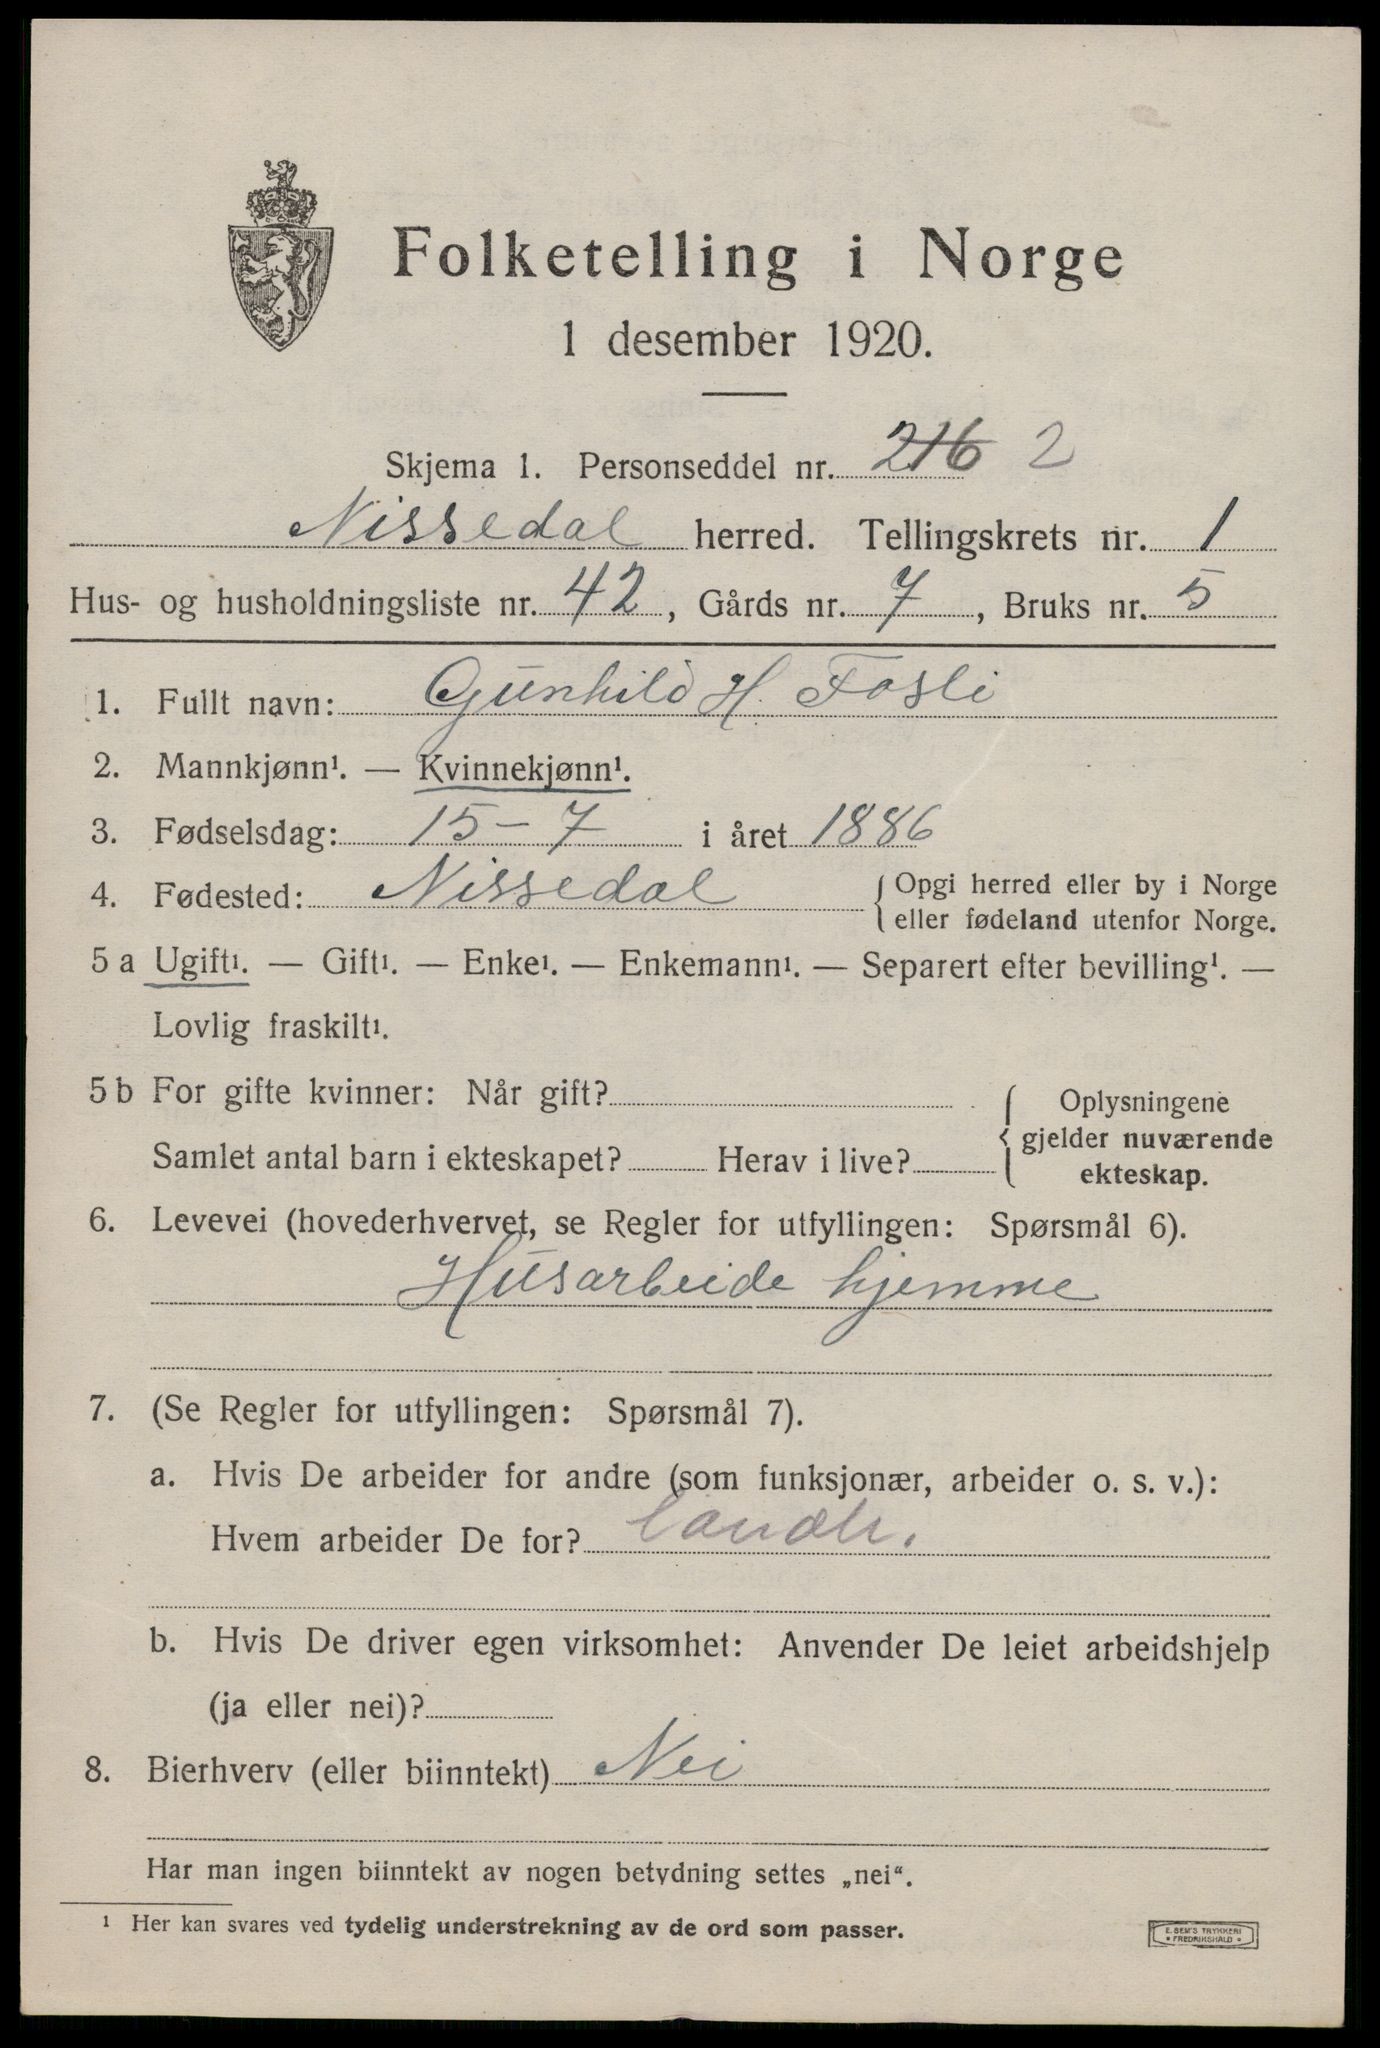 Folketelling i Norge
1 desember 1920.
Skjema 1. Personseddel nr. 216 2
Nissedal herred. Tellingskrets nr. 1
Hus- og husholdningsliste nr. 42, Gårds nr. 7, Bruks nr. 5
1. Fullt navn: Gunhild H. Fosli
2. Mannkjønn¹. — Kvinnekjønn¹.
3. Fødselsdag: 15-7 i året 1886
4. Fødested: Nissedal { Opgi herred eller by i Norge
eller fødeland utenfor Norge.
5 a Ugift¹. — Gift¹. — Enke¹. — Enkemann¹. — Separert efter bevilling¹. —
Lovlig fraskilt¹.
5 b For gifte kvinner: Når gift?
Samlet antal barn i ekteskapet? Herav i live?
Oplysningene
gjelder nuværende
ekteskap.
6. Levevei (hovederhvervet, se Regler for utfyllingen: Spørsmål 6).
Husarbeide hjemme
7. (Se Regler for utfyllingen: Spørsmål 7).
a. Hvis De arbeider for andre (som funksjonær, arbeider o. s. v.):
Hvem arbeider De for?
b. Hvis De driver egen virksomhet: Anvender De leiet arbeidshjelp
(ja eller nei)?
8. Bierhverv (eller biinntekt) Nei
Har man ingen biinntekt av nogen betydning settes „nei“.
¹ Her kan svares ved tydelig understrekning av de ord som passer.
E. SEM'S TRYKKERI
• FREDRIKSHALD •